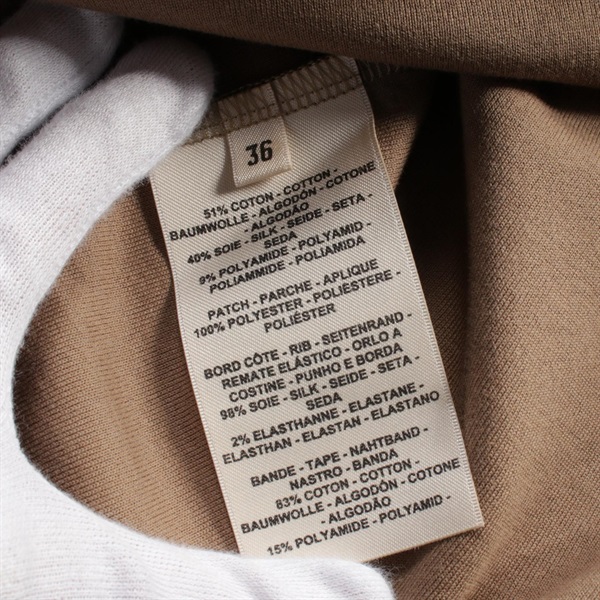 36
51% COTON - COTTON -
BAUMWOLLE - ALGODÓN - COTONE
- ALGODÃO
40% SOIE - SILK - SEIDE - SETA -
SEDA
9% POLYAMIDE - POLYAMID -
POLIAMMIDE - POLIAMIDA
PATCH - PARCHE - APLIQUE
100% POLYESTER - POLIÉSTERE -
POLIÉSTER
BORD CÔTE - RIB - SEITENRAND -
REMATE ELÁSTICO - ORLO A
COSTINE - PUNHO E BORDA
98% SOIE - SILK - SEIDE - SETA -
SEDA
2% ELASTHANNE - ELASTANE -
ELASTHAN - ELASTAN - ELASTANO
BANDE - TAPE - NAHTBAND -
NASTRO - BANDA
83% COTON - COTTON -
BAUMWOLLE - ALGODÓN - COTONE
- ALGODÃO
15% POLYAMIDE - POLYAMID -